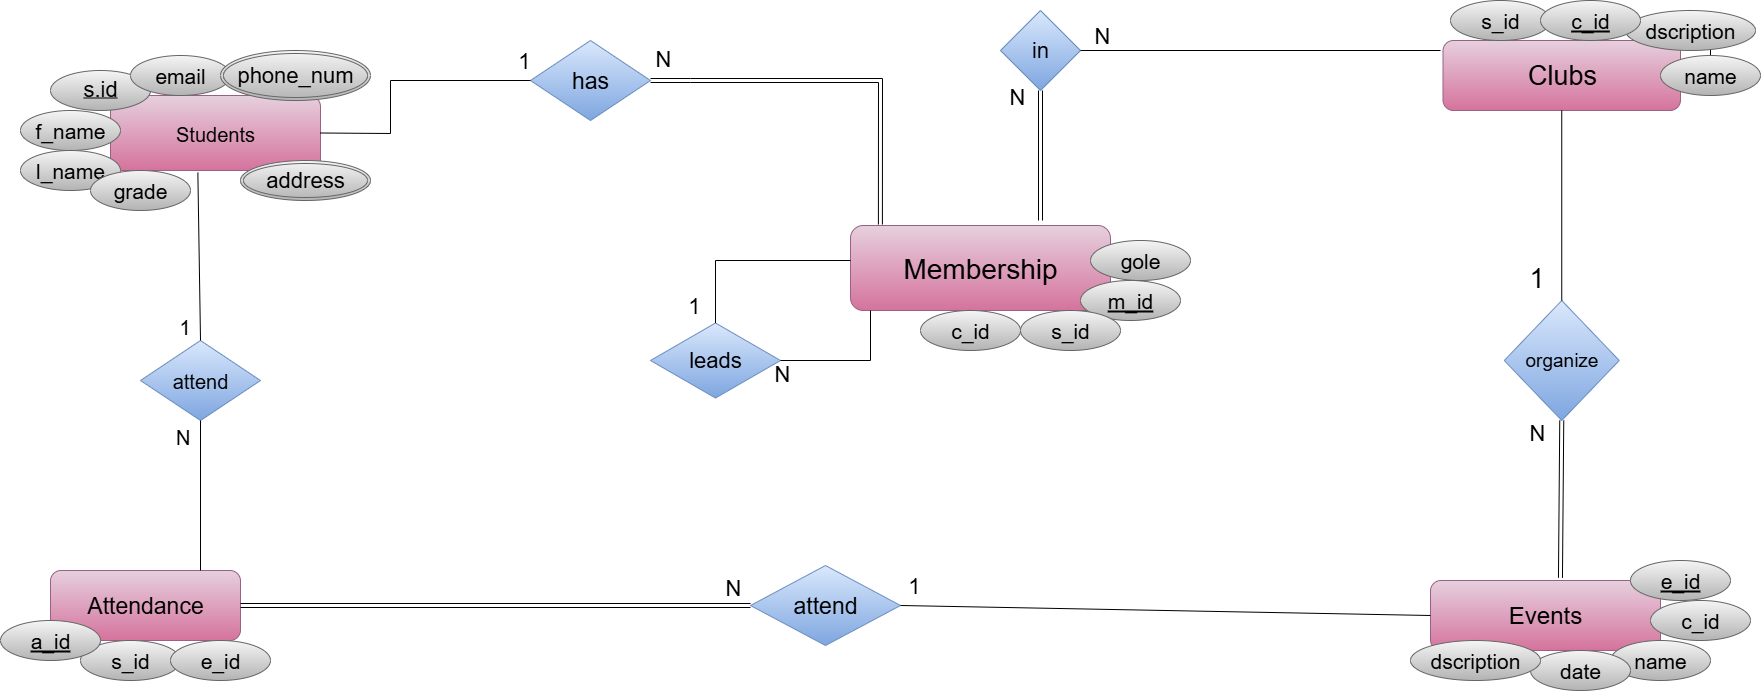 s_id
c_id
dscription
name
Clubs
in
N
N
1
has
N
s.id
email
phone_num
f_name
Students
l_name
grade
address
Membership
gole
m_id
c_id
s_id
1
leads
N
1
attend
N
1
organize
N
Attendance
a_id
s_id
e_id
N
attend
1
Events
e_id
c_id
dscription
date
name